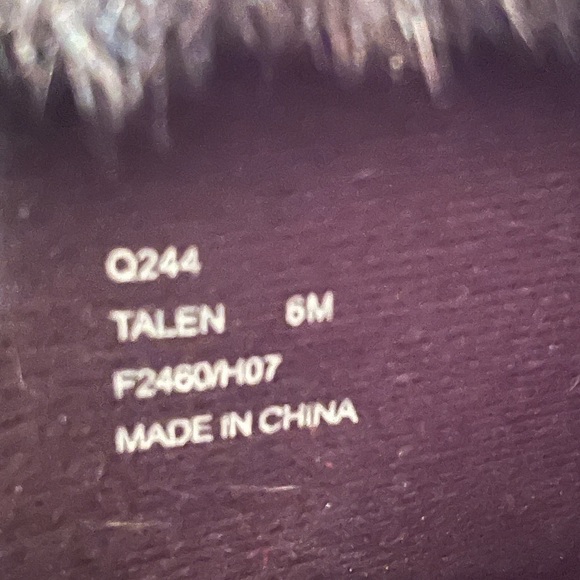 Q244
TALEN 6M
F2460/H07
MADE IN CHINA